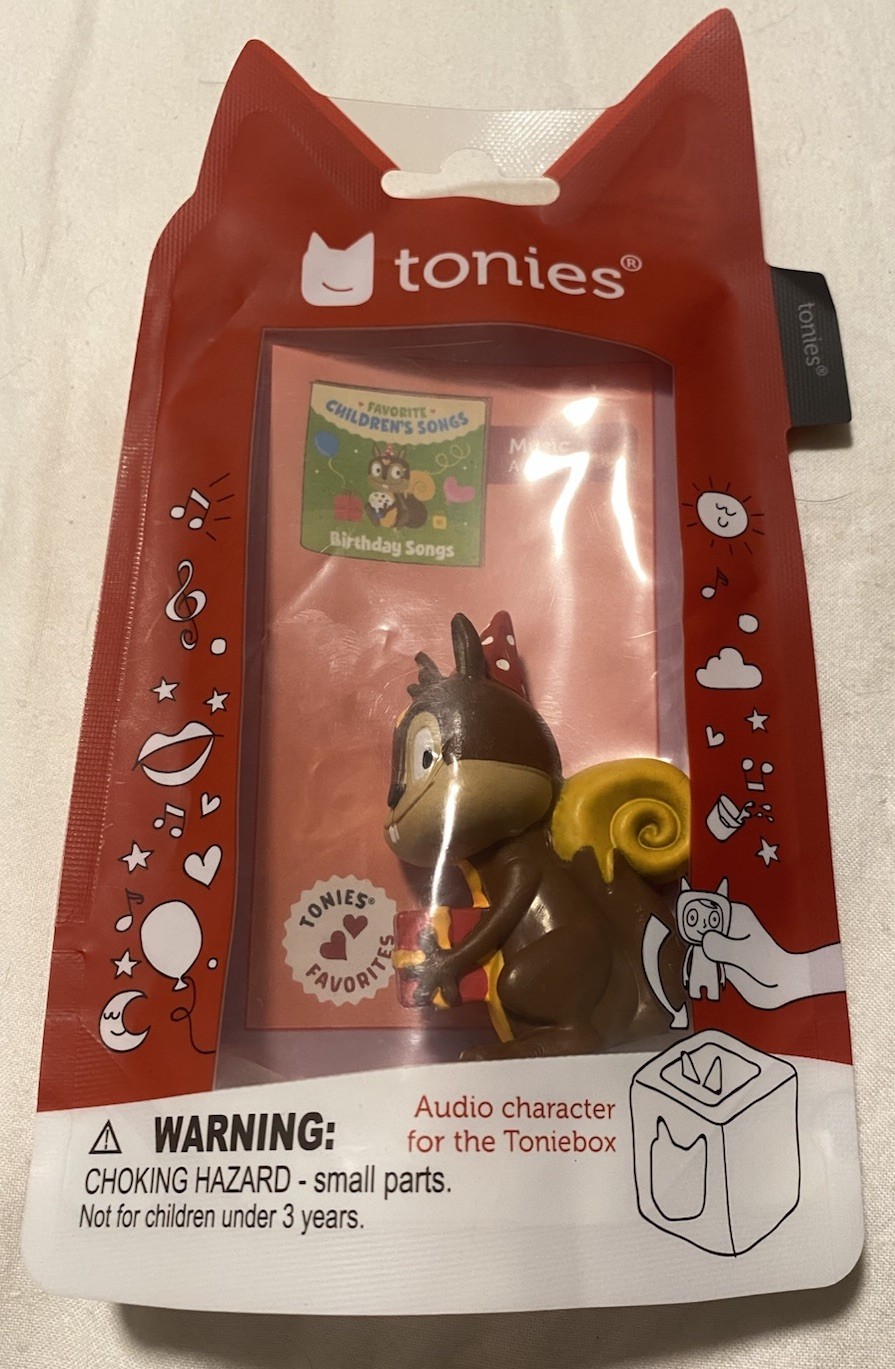 tonies®
tonies®
FAVORITE
CHILDREN'S SONGS
Music
Birthday Songs
TONIES®
FAVORITES
Audio character
for the Toniebox
WARNING:
CHOKING HAZARD - small parts.
Not for children under 3 years.